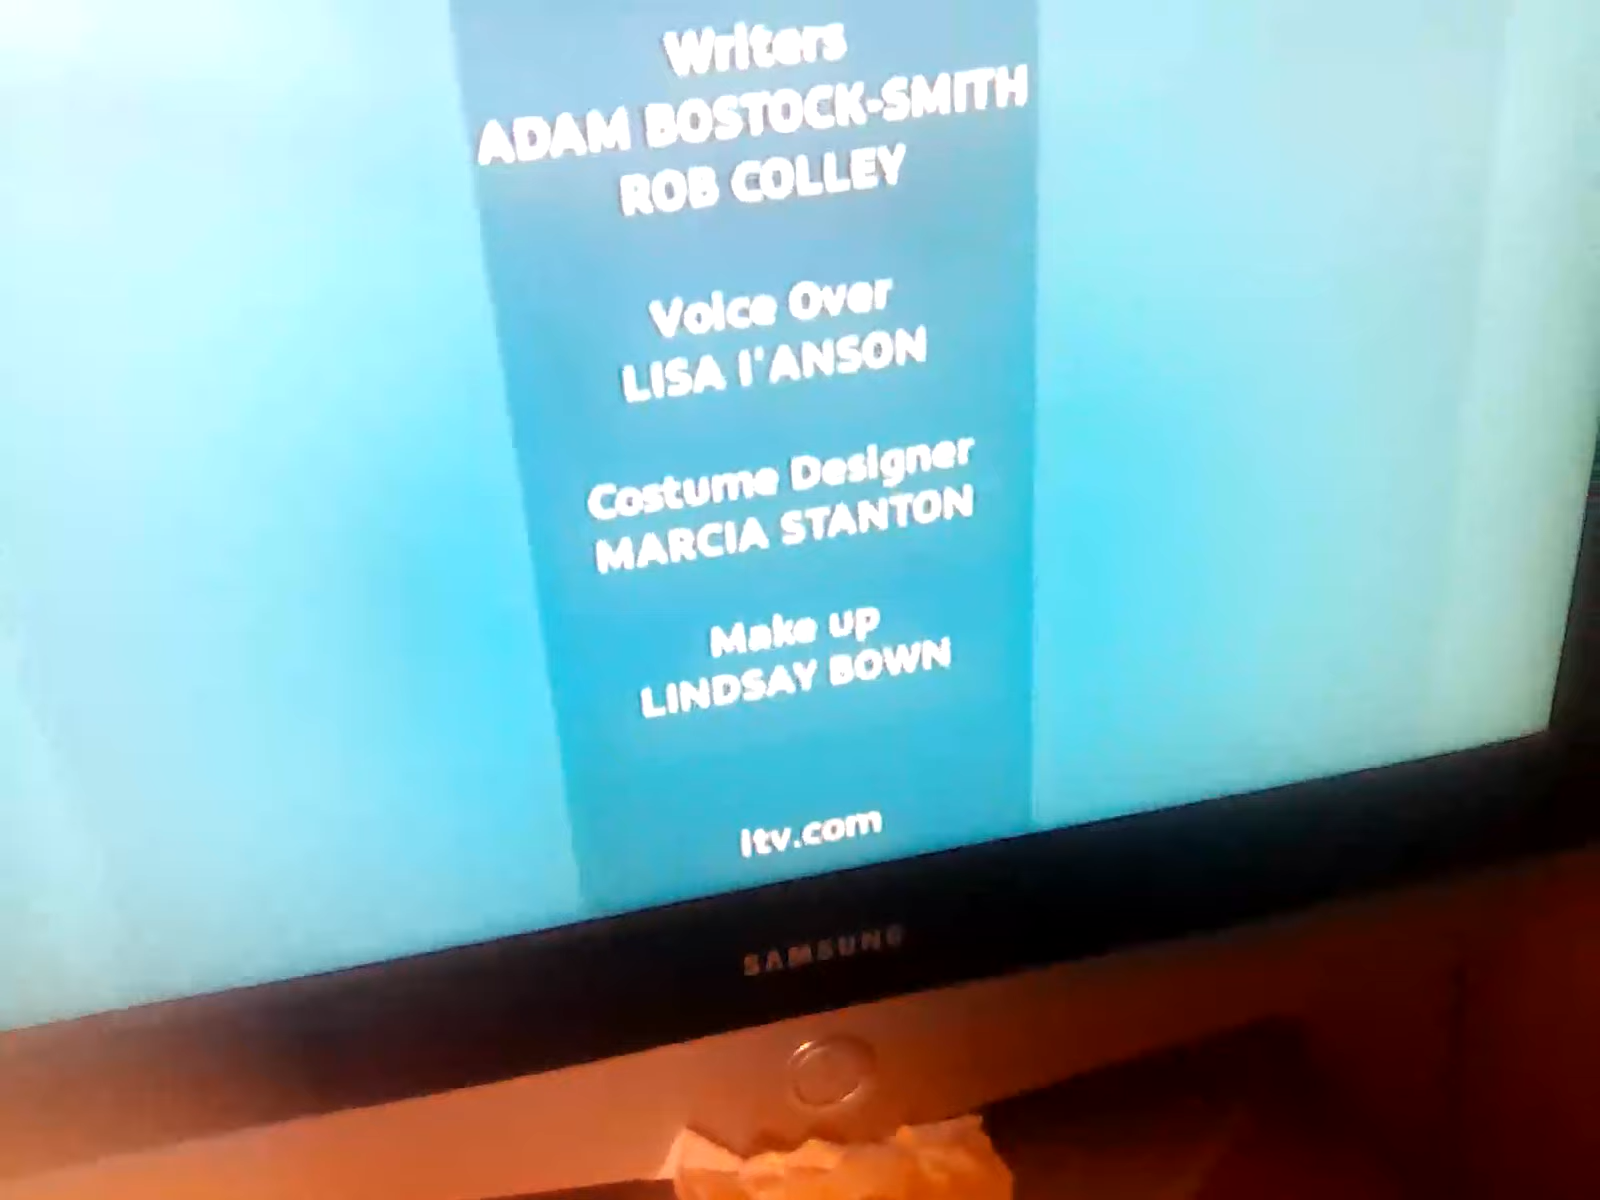 Writers
ADAM BOSTOCK-SMITH
ROB COLLEY
Voice Over
LISA I'ANSON
Costume Designer
MARCIA STANTON
Make up
LINDSAY BOWN
itv.com
SAMSUNG